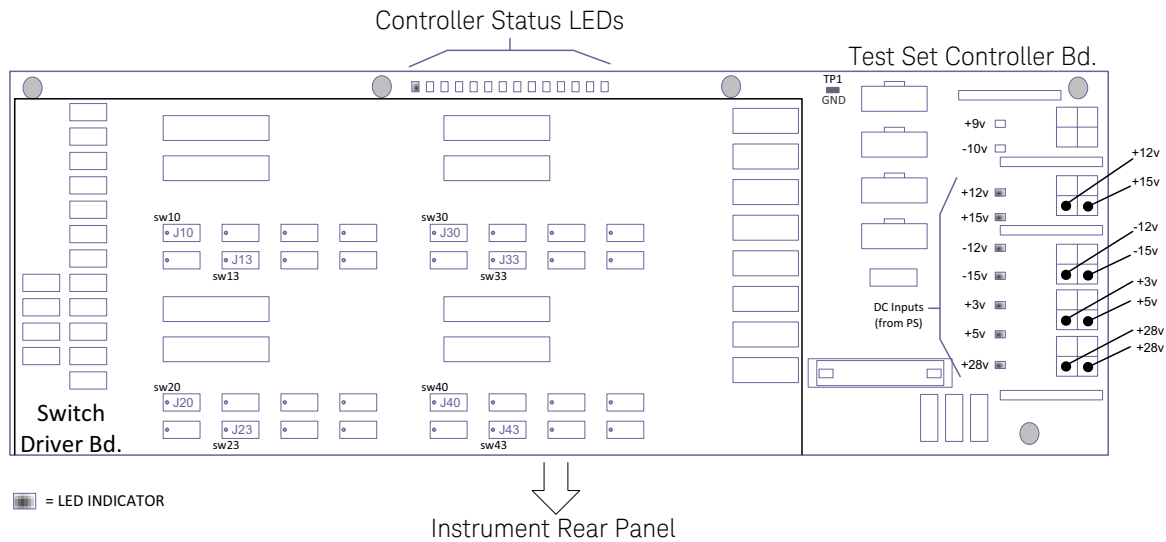 Controller Status LEDs
Test Set Controller Bd.
TP1
GND
+9v
-10v
+12v
+15v
-12v
-15v
+3v
+5v
+28v
DC Inputs
(from PS)
+12v
+15v
-12v
-15v
+3v
+5v
+28v
+28v
sw10
J10
J13
sw13
sw30
J30
J33
sw33
sw20
J20
J23
sw23
sw40
J40
J43
sw43
Switch
Driver Bd.
= LED INDICATOR
Instrument Rear Panel